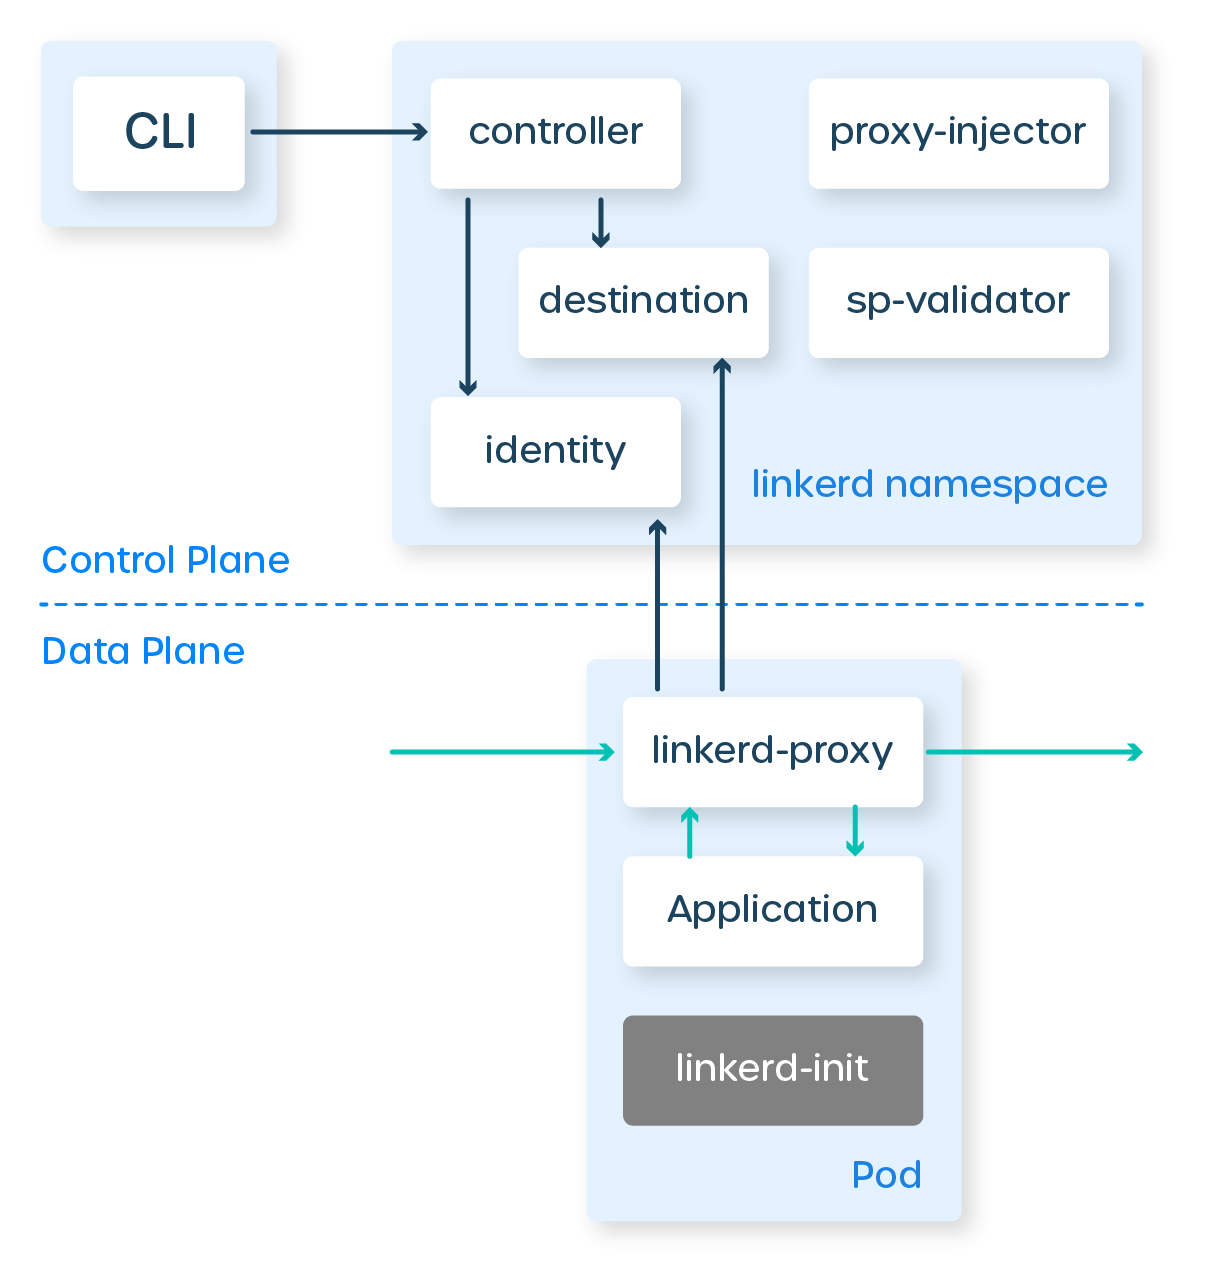 CLI
controller
proxy-injector
destination
sp-validator
identity
linkerd namespace
Control Plane
Data Plane
linkerd-proxy
Application
linkerd-init
Pod